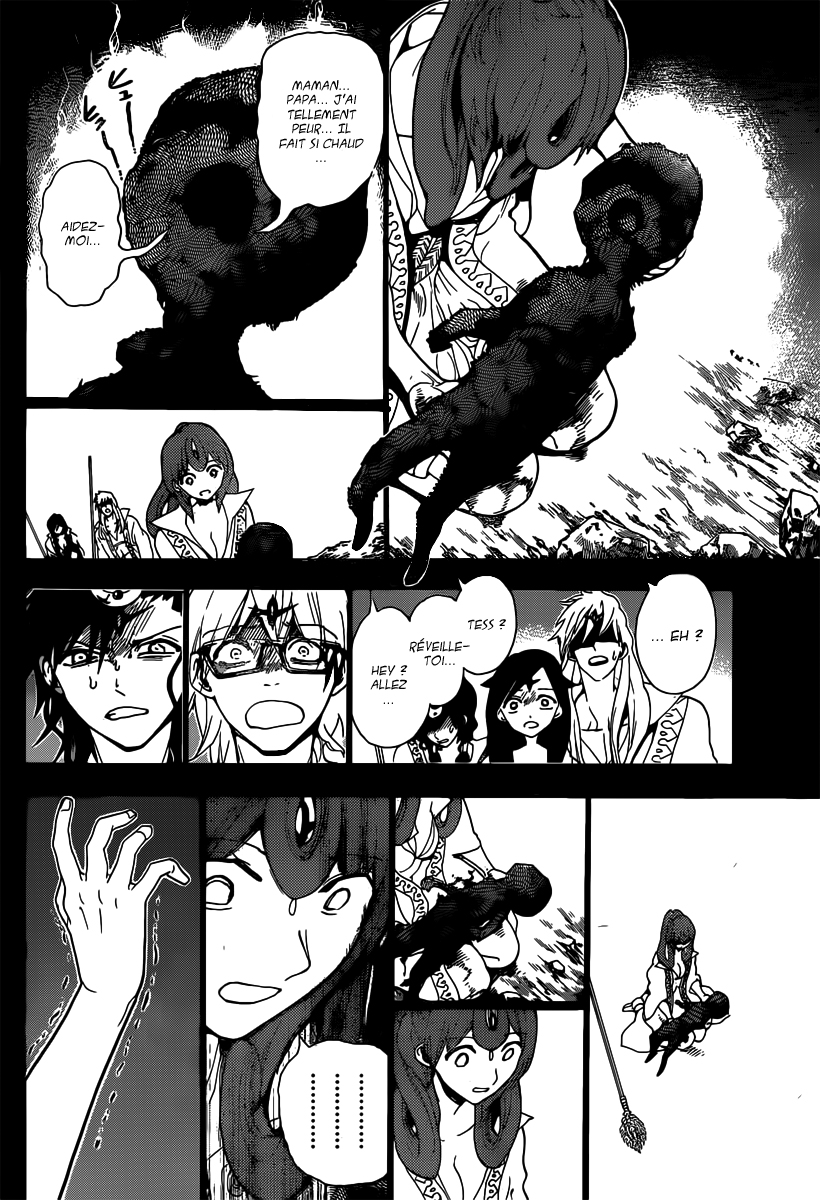 MAMAN...
PAPA... J'AI
TELLEMENT
PEUR... IL
FAIT SI CHAUD
...
AIDEZ-
MOI...
... EH ?
TESS ?
RÉVEILLE-
TOI...
HEY ?
ALLEZ
...